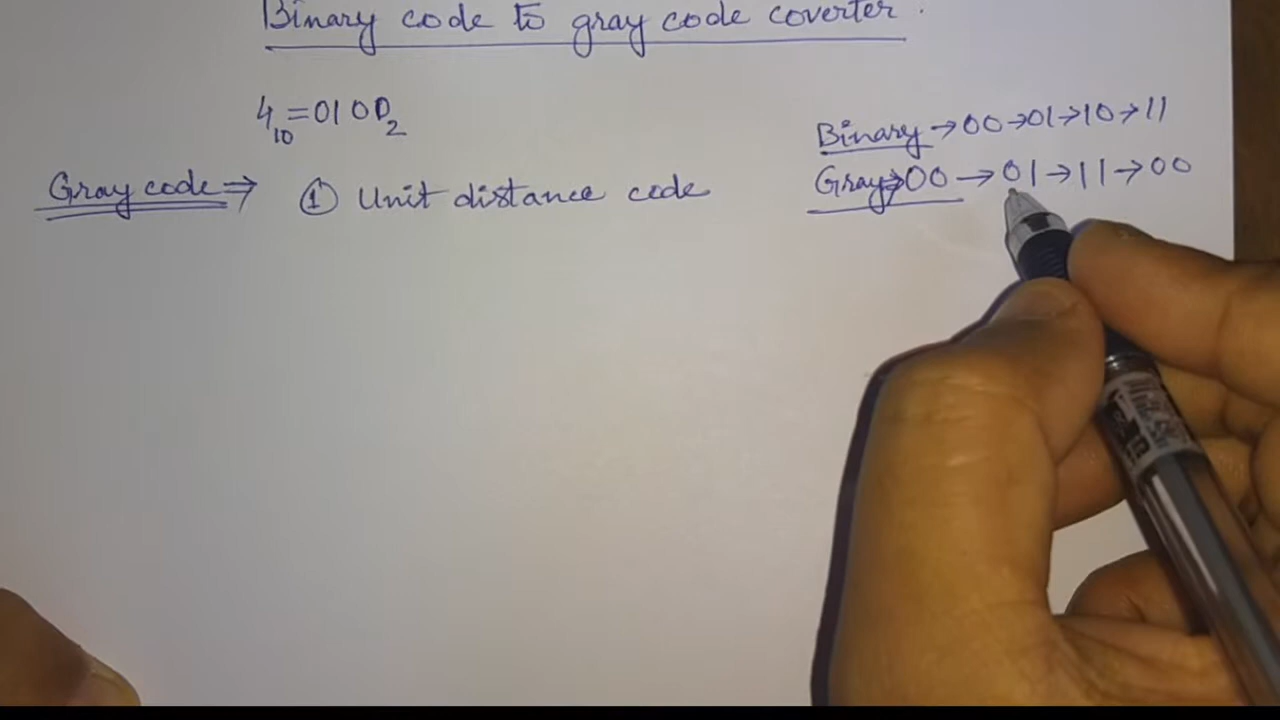 Binary code to gray code coverter.
4₁₀=0100₂
Binary→00→01→10→11
Gray→00→01→11→00
Gray code⇒ ① Unit distance code